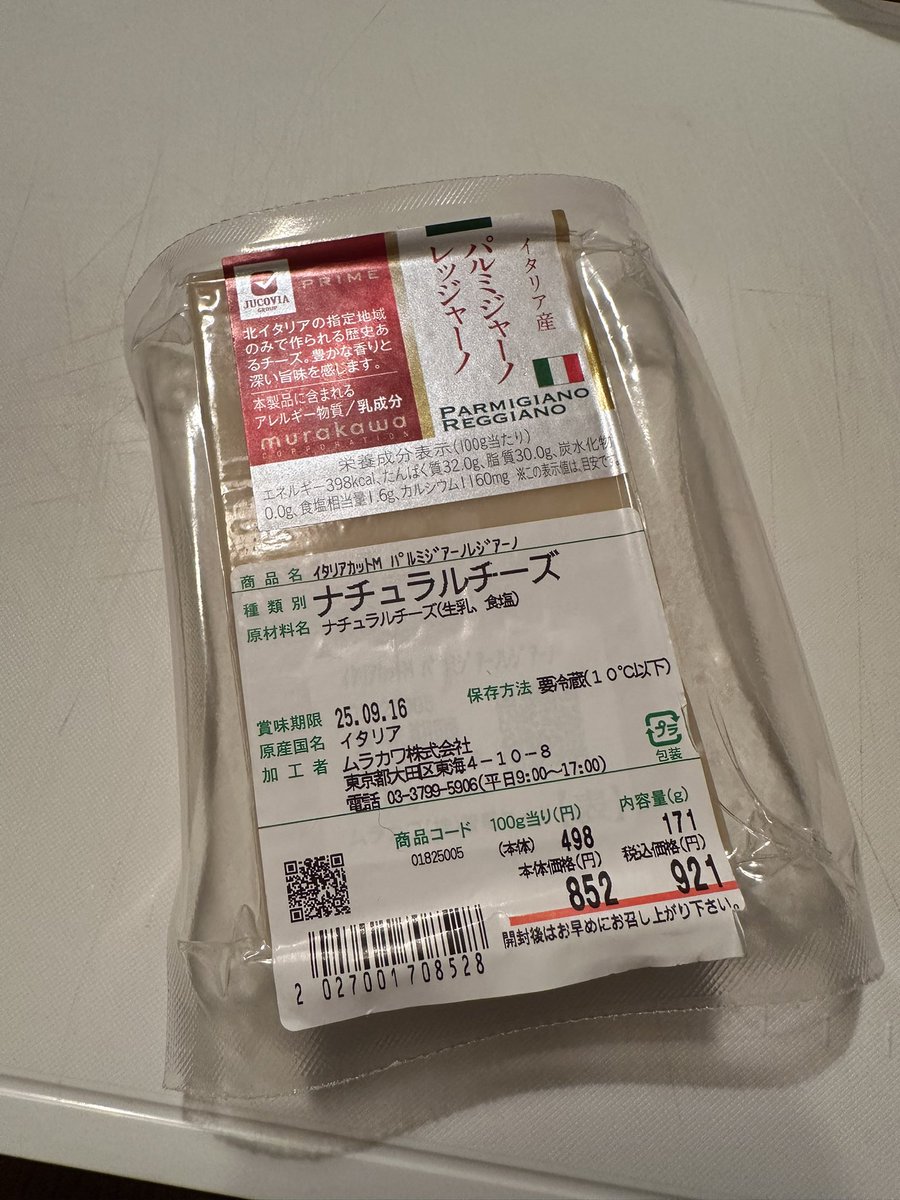 JUCOVIA
GROUP
PRIME
北イタリアの指定地域
のみで作られる歴史あ
るチーズ。豊かな香りと
深い旨味を感じます。
本製品に含まれる
アレルギー物質/乳成分
murakawa
CORPORATION
イタリア産
パルミジャーノ
レッジャーノ
PARMIGIANO
REGGIANO
栄養成分表示(100g当たり)
エネルギー398kcal、たんぱく質32.0g、脂質30.0g、炭水化物
0.0g、食塩相当量1.6g、カルシウム1160mg ※この表示値は、目安です
商品名 イタリアカットM パルミジアーノレジアーノ
種類別 ナチュラルチーズ
原材料名 ナチュラルチーズ(生乳、食塩)
保存方法 要冷蔵(10℃以下)
賞味期限 25.09.16
原産国名 イタリア
加工者 ムラカワ株式会社
東京都大田区東海4-10-8
電話 03-3799-5906(平日9:00~17:00)
プラ
包装
商品コード 100g当り(円) 内容量(g)
01825005 (本体) 498 171
本体価格(円) 税込価格(円)
852 921
開封後はお早めにお召し上がり下さい。
2 027001 708528